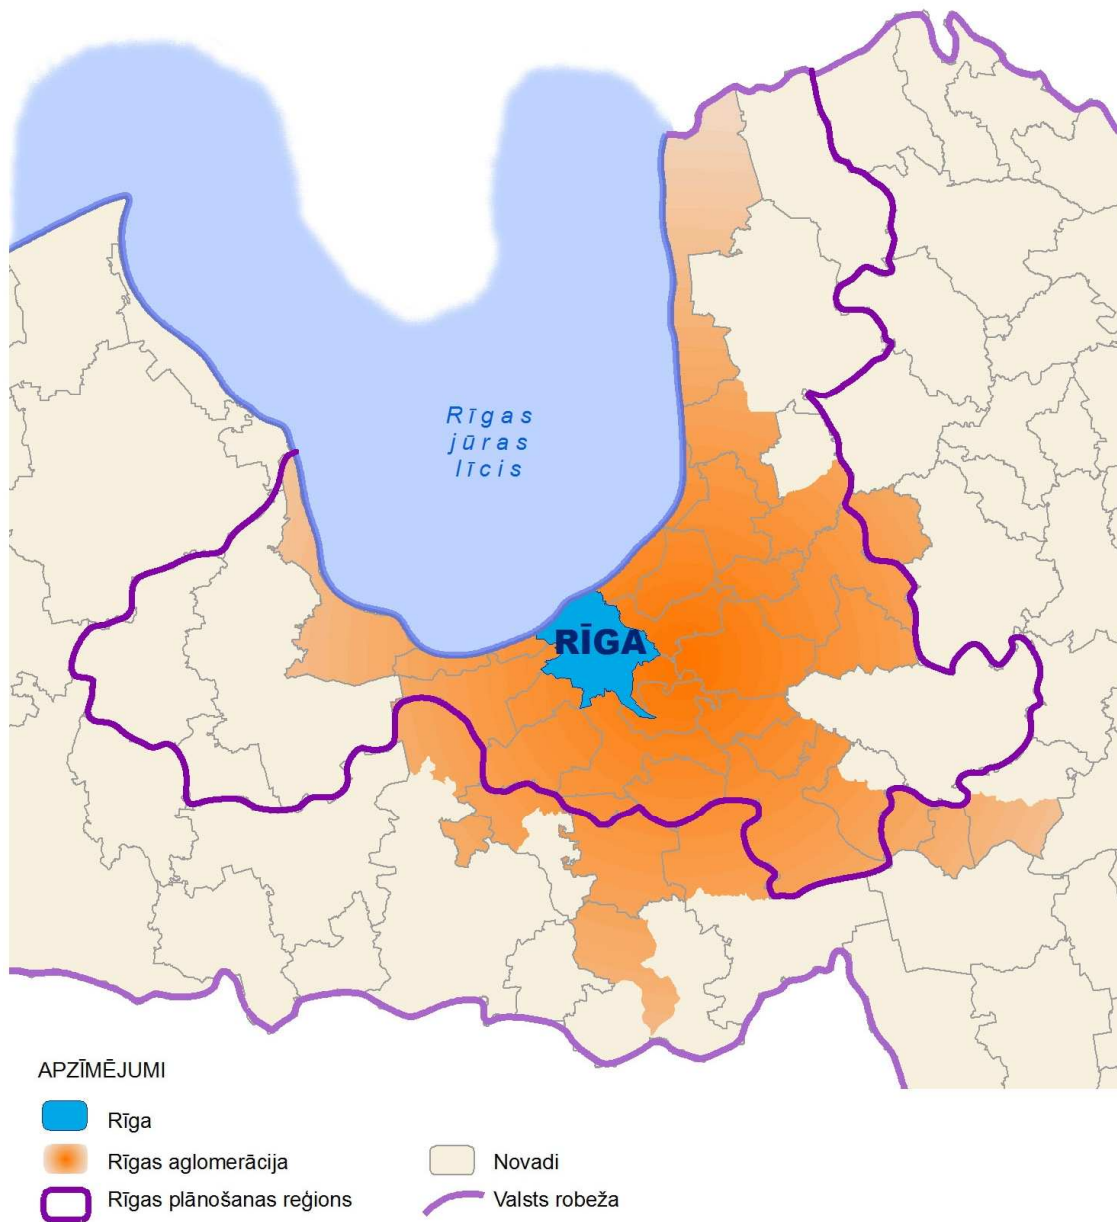 Rīgas
jūras
līcis
RĪGA
APZĪMĒJUMI
Rīga
Rīgas aglomerācija
Novadi
Rīgas plānošanas reģions
Valsts robeža